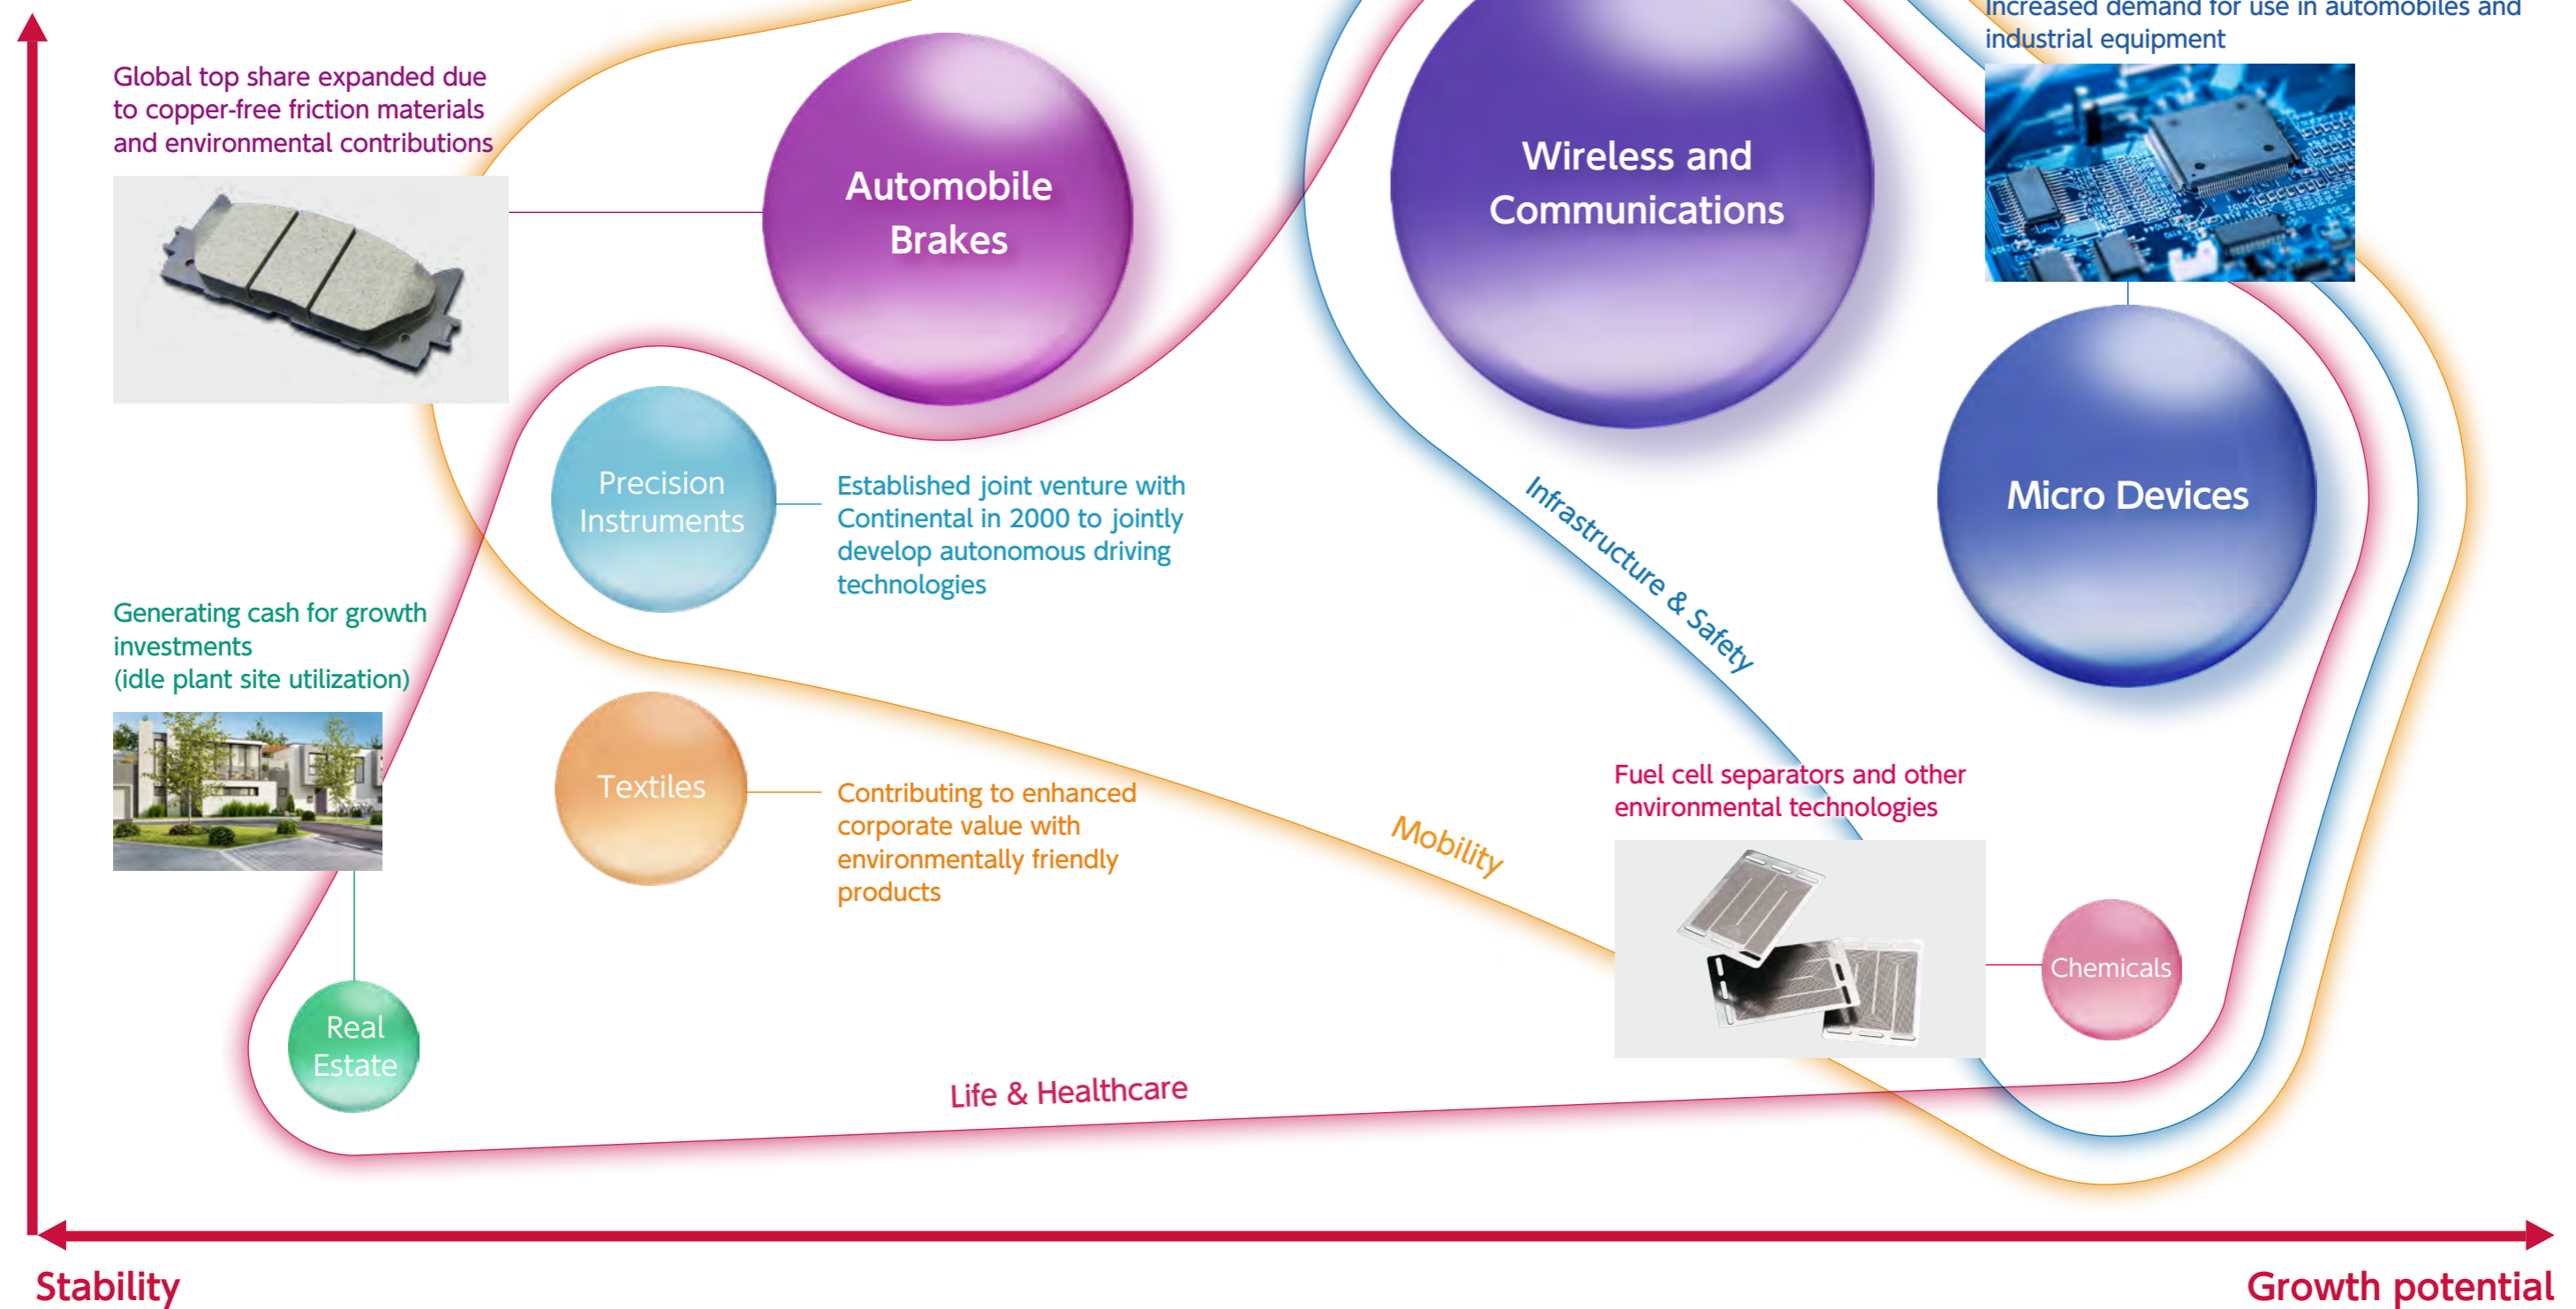 Increased demand for use in automobiles and
industrial equipment
Global top share expanded due
to copper-free friction materials
and environmental contributions
Automobile
Brakes
Wireless and
Communications
Precision
Instruments
Established joint venture with
Continental in 2000 to jointly
develop autonomous driving
technologies
Micro Devices
Infrastructure & Safety
Generating cash for growth
investments
(idle plant site utilization)
Textiles
Contributing to enhanced
corporate value with
environmentally friendly
products
Mobility
Fuel cell separators and other
environmental technologies
Chemicals
Real
Estate
Life & Healthcare
Stability
Growth potential